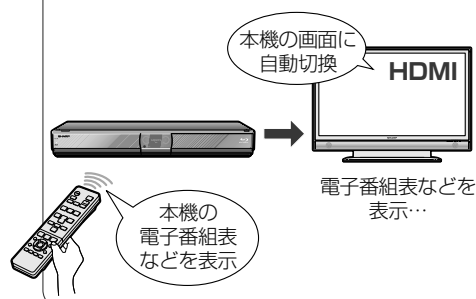 本機の画面に
自動切換
HDMI
電子番組表などを
表示…
本機の
電子番組表
などを表示